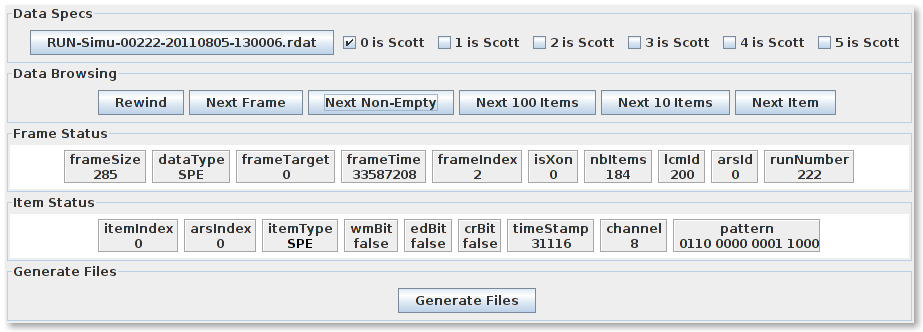 Data Specs
RUN-Simu-00222-20110805-130006.rdat 0 is Scott 1 is Scott 2 is Scott 3 is Scott 4 is Scott 5 is Scott
Data Browsing
Rewind Next Frame Next Non-Empty Next 100 Items Next 10 Items Next Item
Frame Status
frameSize dataType frameTarget frameTime frameIndex isXon nbItems lcmId arsId runNumber
285 SPE 0 33587208 2 0 184 200 0 222
Item Status
itemIndex arsIndex itemType wmBit edBit crBit timeStamp channel pattern
0 0 SPE false false false 31116 8 0110 0000 0001 1000
Generate Files
Generate Files